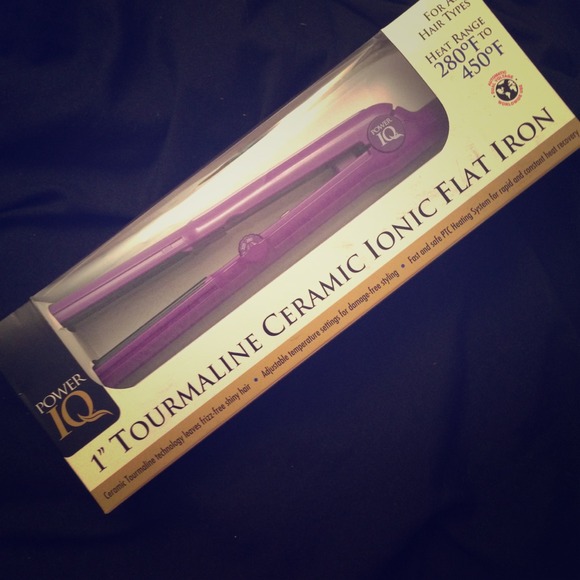 FOR ALL
HAIR TYPES
HEAT RANGE
280°F TO
450°F
POWER
IQ
POWER
IQ
1" TOURMALINE CERAMIC IONIC FLAT IRON
Ceramic Tourmaline technology leaves frizz-free shiny hair • Adjustable temperature settings for damage-free styling • Fast and safe PTC Heating System for rapid and constant heat recovery